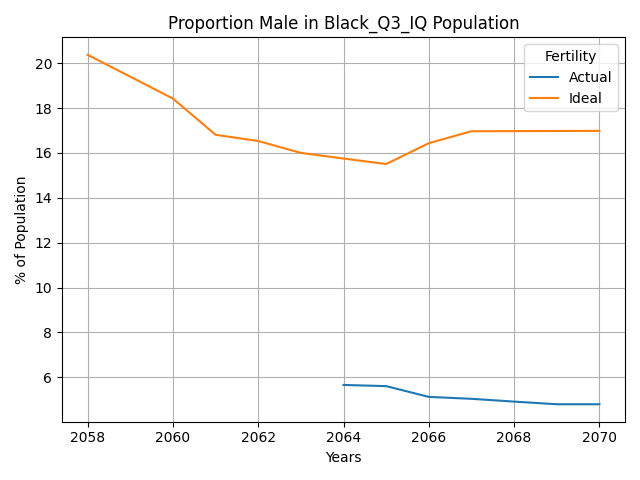 Proportion Male in Black_Q3_IQ Population
Fertility
Actual
Ideal
% of Population
20
18
16
14
12
10
8
6
2058 2060 2062 2064 2066 2068 2070
Years